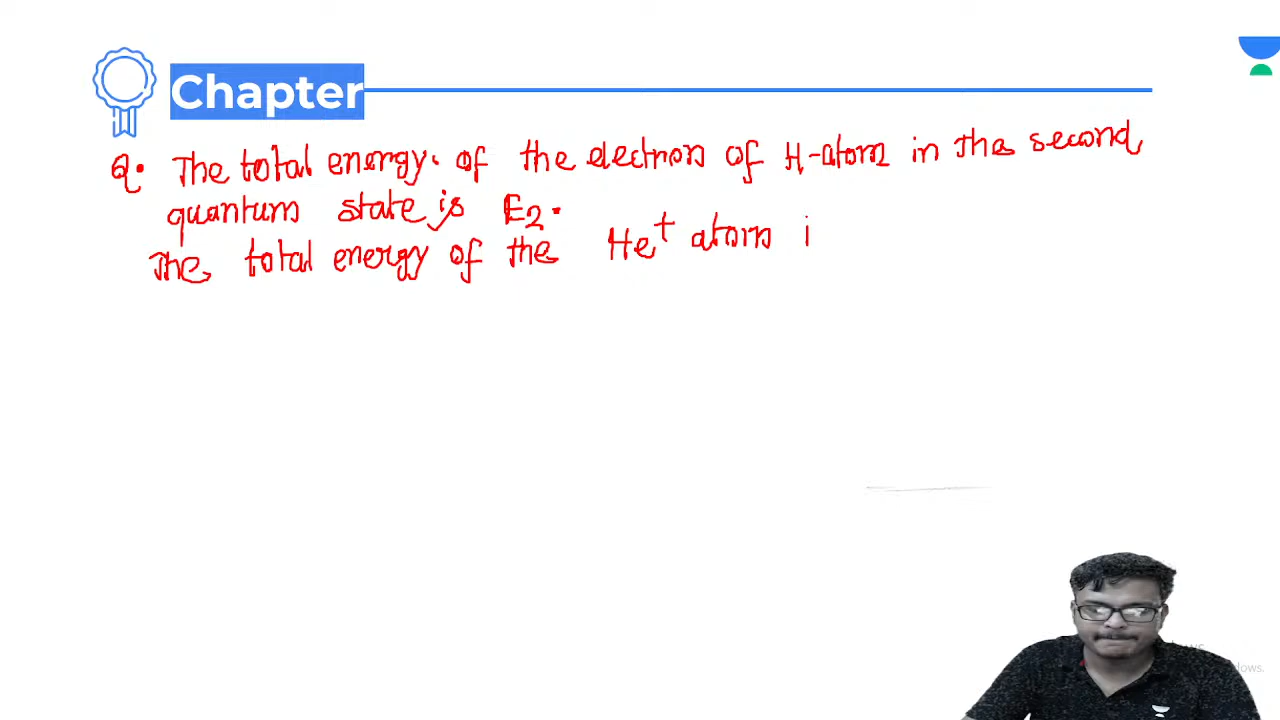 Chapter
Q. The total energy. of the electron of H-atom in the second
quantum state is E2.
The total energy of the He+ atom i